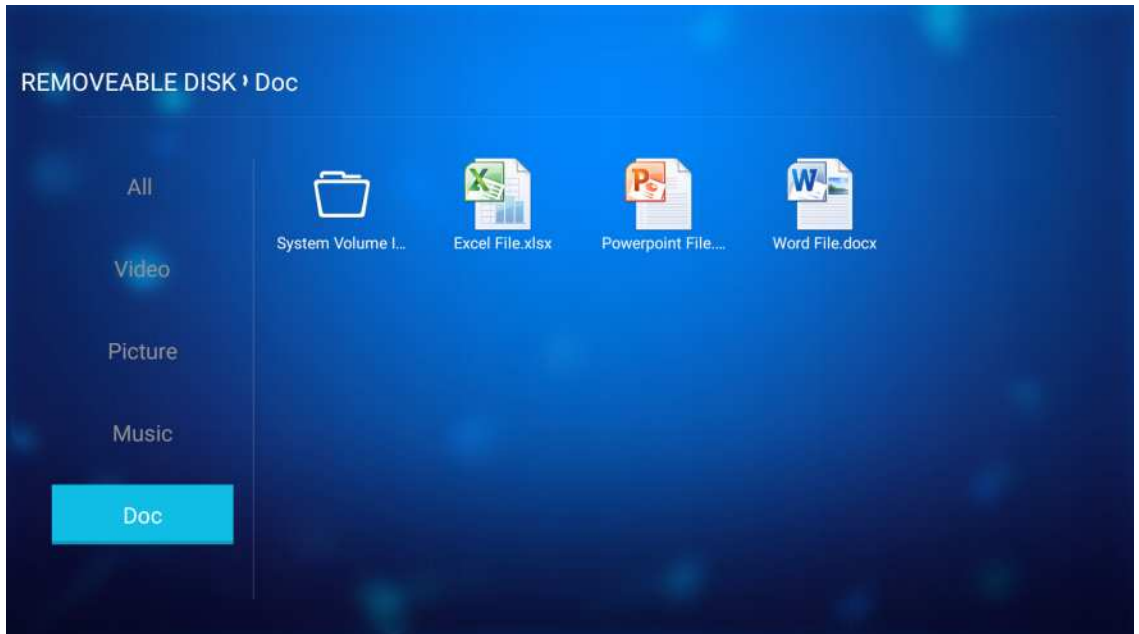 REMOVEABLE DISK › Doc
All
Video
Picture
Music
Doc
System Volume I...
Excel File.xlsx
Powerpoint File....
Word File.docx